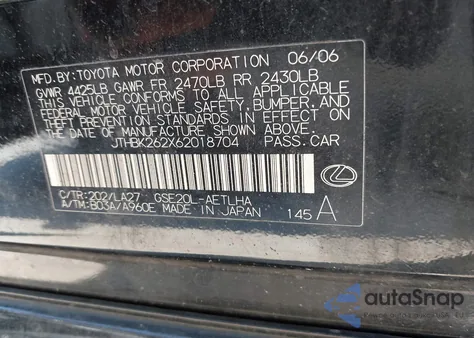 MFD.BY:TOYOTA MOTOR CORPORATION 06/06
GVWR 4425LB GAWR FR 2470LB RR 2430LB
THIS VEHICLE CONFORMS TO ALL APPLICABLE
FEDERAL MOTOR VEHICLE SAFETY,BUMPER,AND
THEFT PREVENTION STANDARDS IN EFFECT ON
THE DATE OF MANUFACTURE SHOWN ABOVE.
JTHBK262X62018704 PASS.CAR
C/TR:202/LA27 GSE20L-AETLHA
A/TM:B03A/A960E MADE IN JAPAN 145 A
autoSnap